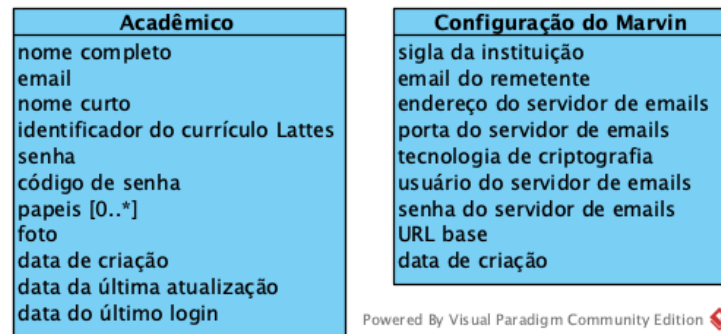 Acadêmico
nome completo
email
nome curto
identificador do currículo Lattes
senha
código de senha
papeis [0..*]
foto
data de criação
data da última atualização
data do último login
Configuração do Marvin
sigla da instituição
email do remetente
endereço do servidor de emails
porta do servidor de emails
tecnologia de criptografia
usuário do servidor de emails
senha do servidor de emails
URL base
data de criação
Powered By Visual Paradigm Community Edition